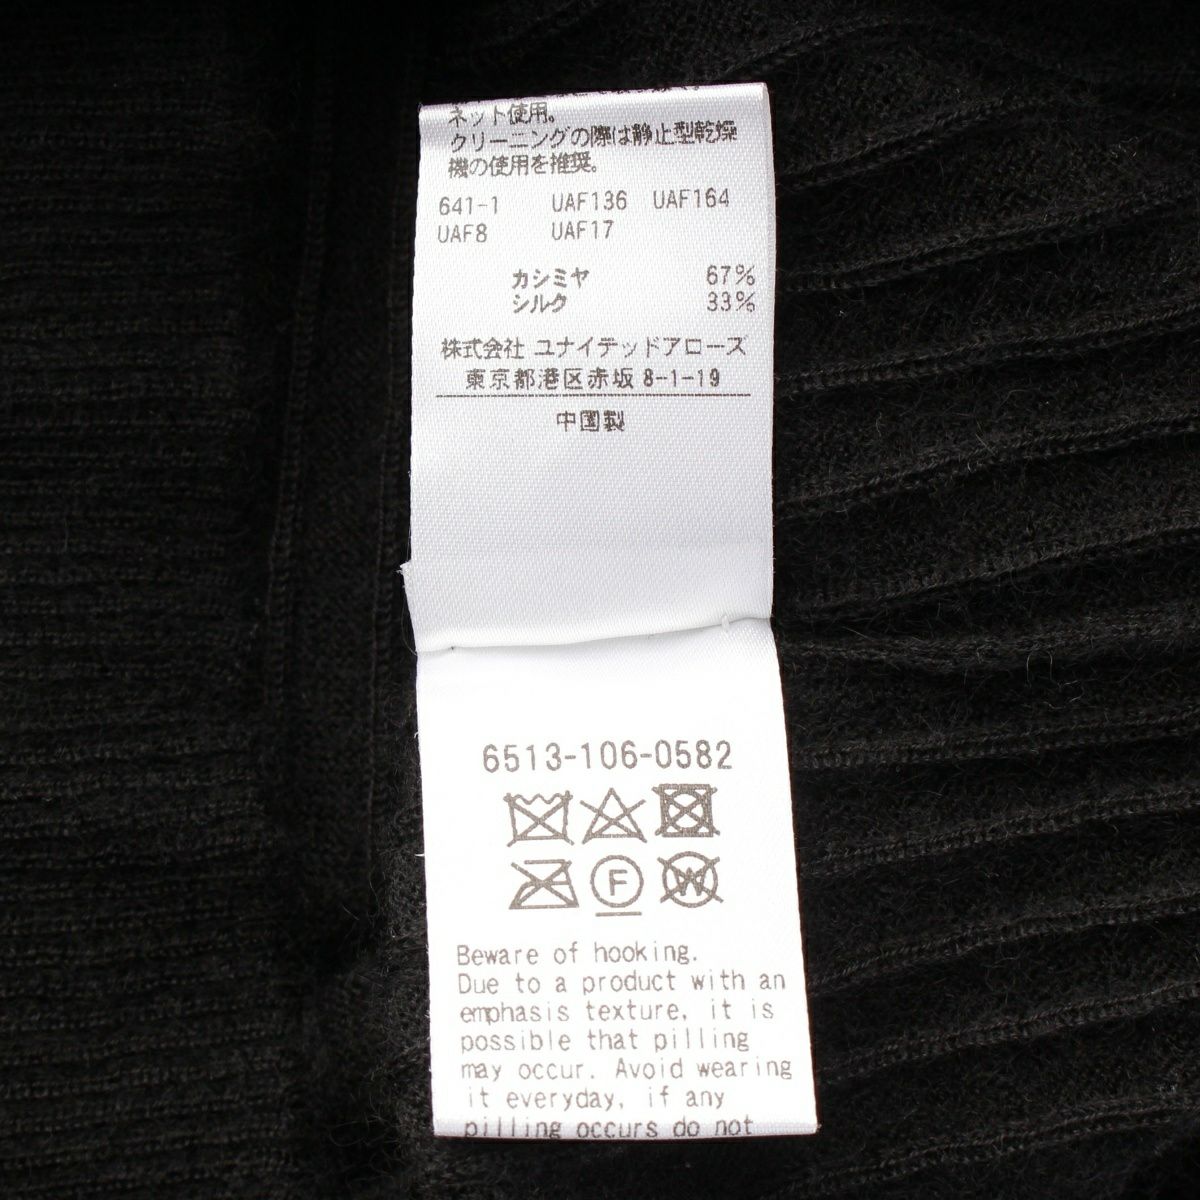 ネット使用。
クリーニングの際は静止型乾燥
機の使用を推奨。
641-1 UAF136 UAF164
UAF8 UAF17
カシミヤ 67%
シルク 33%
株式会社 ユナイテッドアローズ
東京都港区赤坂 8-1-19
中国製
6513-106-0582
F W
Beware of hooking.
Due to a product with an
emphasis texture, it is
possible that pilling
may occur. Avoid wearing
it everyday, if any
pilling occurs do not